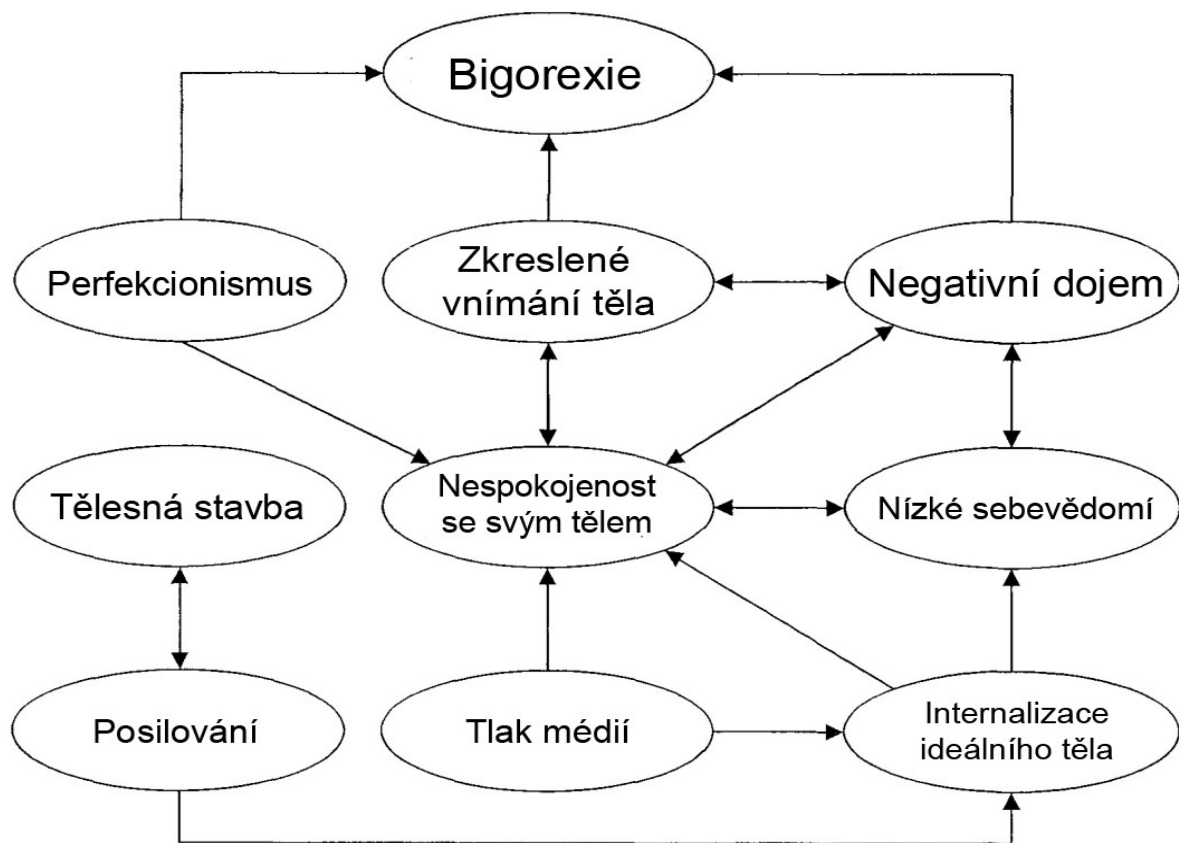 Bigorexie
Perfekcionismus
Zkreslené
vnímání těla
Negativní dojem
Tělesná stavba
Nespokojenost
se svým tělem
Nízké sebevědomí
Posilování
Tlak médií
Internalizace
ideálního těla